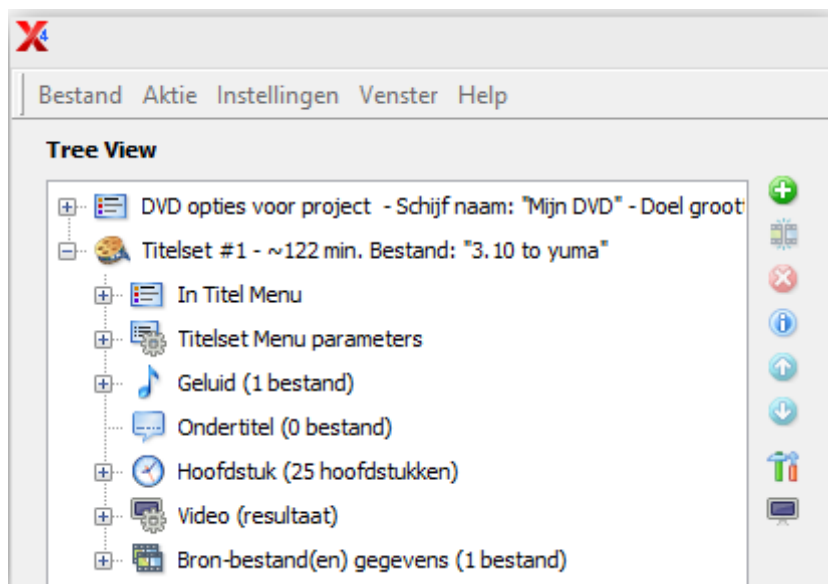 X4
Bestand Aktie Instellingen Venster Help
Tree View
DVD opties voor project - Schijf naam: "Mijn DVD" - Doel groott
Titelset #1 - ~122 min. Bestand: "3.10 to yuma"
In Titel Menu
Titelset Menu parameters
Geluid (1 bestand)
Ondertitel (0 bestand)
Hoofdstuk (25 hoofdstukken)
Video (resultaat)
Bron-bestand(en) gegevens (1 bestand)